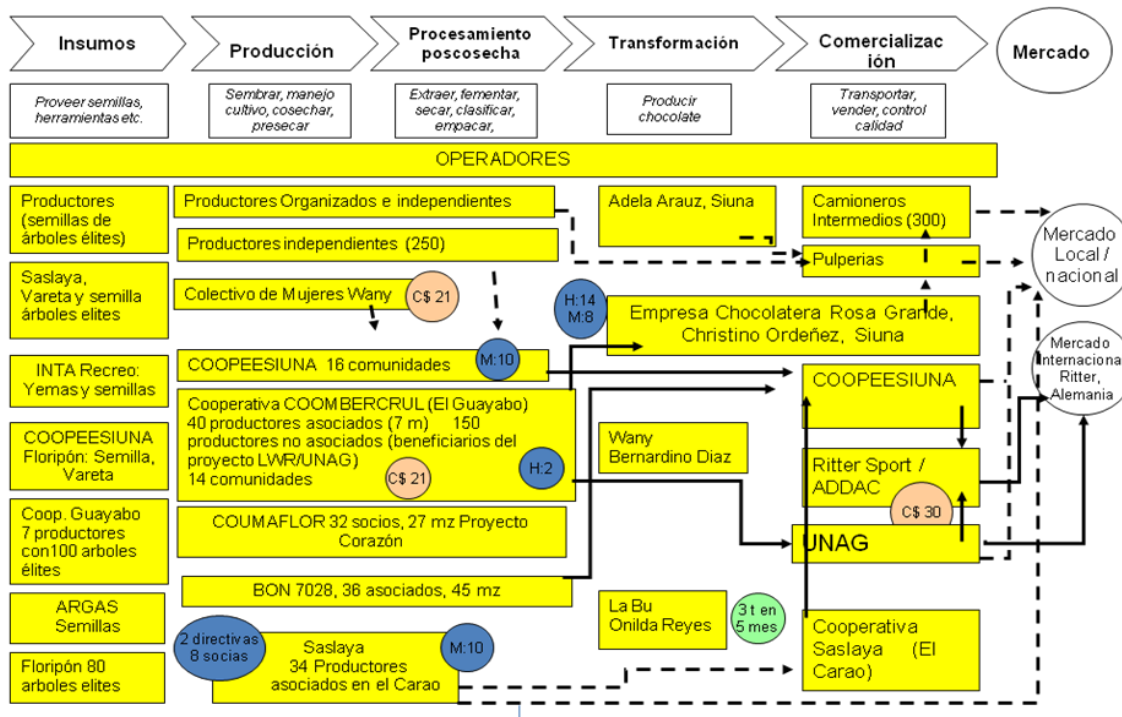 Insumos
Producción
Procesamiento
poscosecha
Transformación
Comercializac
ión
Mercado
Proveer semillas,
herramientas etc.
Sembrar, manejo
cultivo, cosechar,
presecar
Extraer, fementar,
secar, clasificar,
empacar,
Producir
chocolate
Transportar,
vender, control
calidad
OPERADORES
Productores
(semillas de
árboles élites)
Saslaya,
Vareta y semilla
árboles elites
INTA Recreo:
Yemas y semillas
COOPEESIUNA
Floripón: Semilla,
Vareta
Coop. Guayabo
7 productores
con100 arboles
élites
ARGAS
Semillas
Floripón 80
arboles elites
Productores Organizados e independientes
Productores independientes (250)
Colectivo de Mujeres Wany
C$ 21
COOPEESIUNA 16 comunidades
M:10
Cooperativa COOMBERCRUL (El Guayabo)
40 productores asociados (7 m) 150
productores no asociados (beneficiarios del
proyecto LWR/UNAG)
14 comunidades
C$ 21
H:2
COUMAFLOR 32 socios, 27 mz Proyecto
Corazón
BON 7028, 36 asociados, 45 mz
2 directivas
8 socias
Saslaya
34 Productores
asociados en el Carao
M:10
Adela Arauz, Siuna
H:14
M:8
Empresa Chocolatera Rosa Grande,
Christino Ordeñez, Siuna
Wany
Bernardino Diaz
La Bu
Onilda Reyes
3 t en
5 mes
Camioneros
Intermedios (300)
Pulperias
COOPEESIUNA
Ritter Sport /
ADDAC
C$ 30
UNAG
Cooperativa
Saslaya (El
Carao)
Mercado
Local /
nacional
Mercado
Internaciona
Ritter,
Alemania